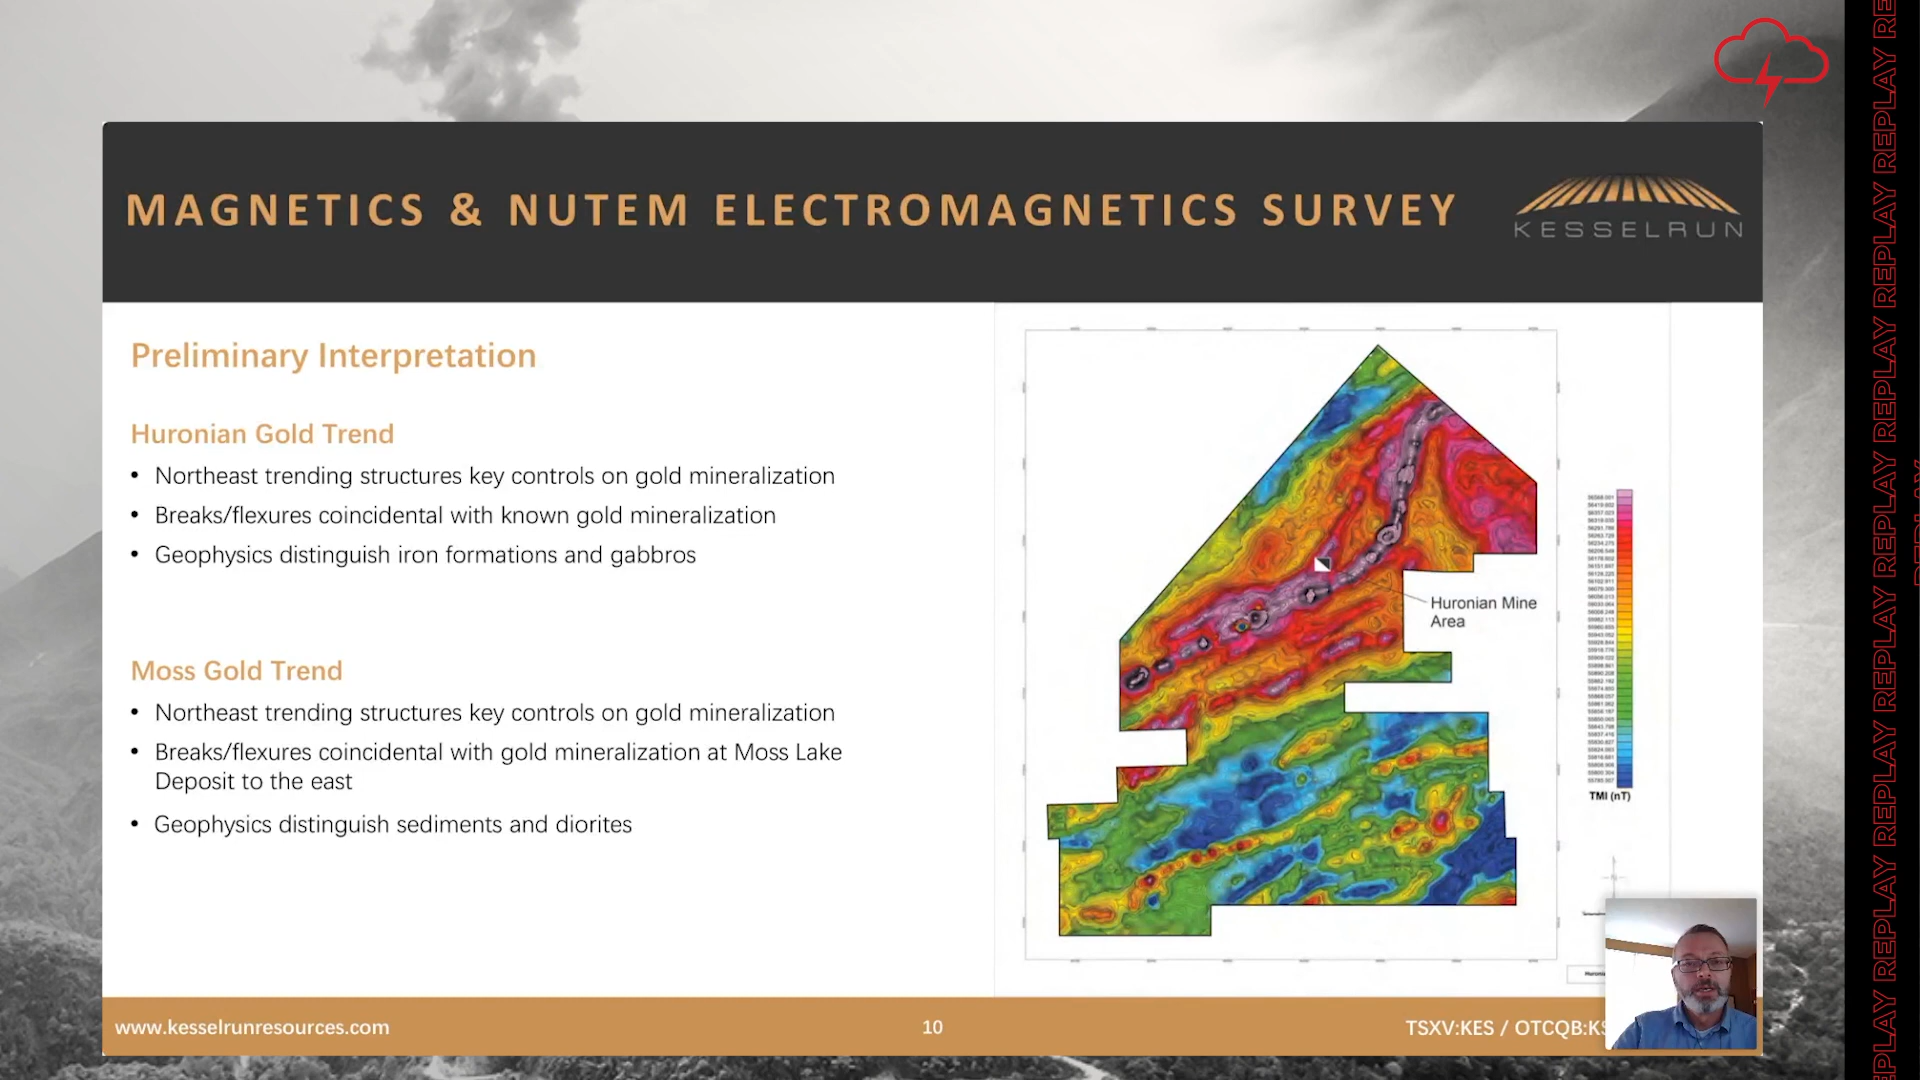 MAGNETICS & NUTEM ELECTROMAGNETICS SURVEY
KESSELRUN
Preliminary Interpretation
Huronian Gold Trend
• Northeast trending structures key controls on gold mineralization
• Breaks/flexures coincidental with known gold mineralization
• Geophysics distinguish iron formations and gabbros
Moss Gold Trend
• Northeast trending structures key controls on gold mineralization
• Breaks/flexures coincidental with gold mineralization at Moss Lake
Deposit to the east
• Geophysics distinguish sediments and diorites
Huronian Mine
Area
TMI (nT)
www.kesselrunresources.com
10
TSXV:KES / OTCQB:
REPLAY REPLAY REPLAY REPLAY REPLAY REPLAY REPLAY REPLAY